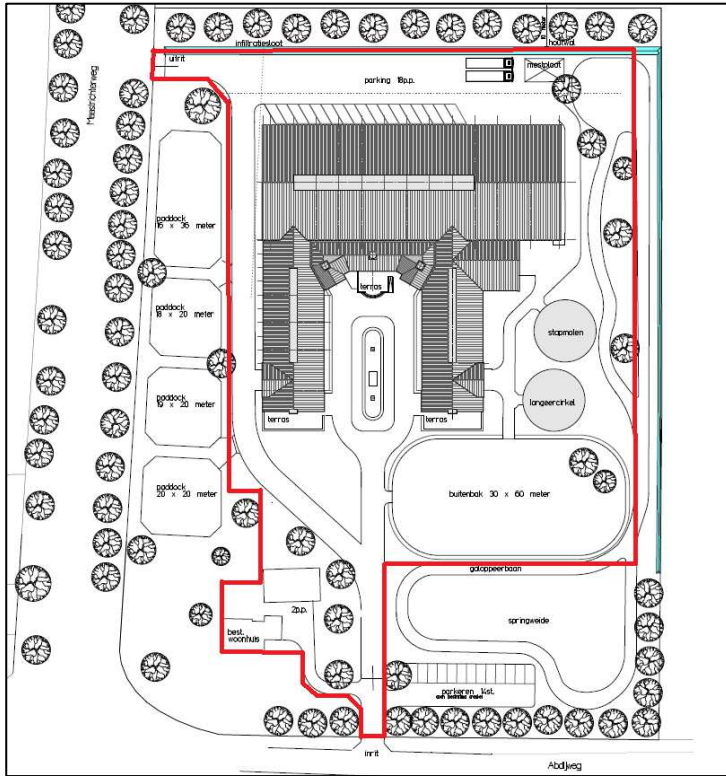 infiltratiesloot
houtwal
uitrit
Maastrichterweg
parking 18p.p.
mestplaat
paddock
16 x 36 meter
terras
paddock
18 x 20 meter
stapmolen
paddock
19 x 20 meter
longeercirkel
terras
terras
paddock
20 x 20 meter
buitenbak 30 x 60 meter
galoppeerbaan
2p.p.
springweide
best.
woonhuis
parkeren 14st.
inrit
Abdijweg